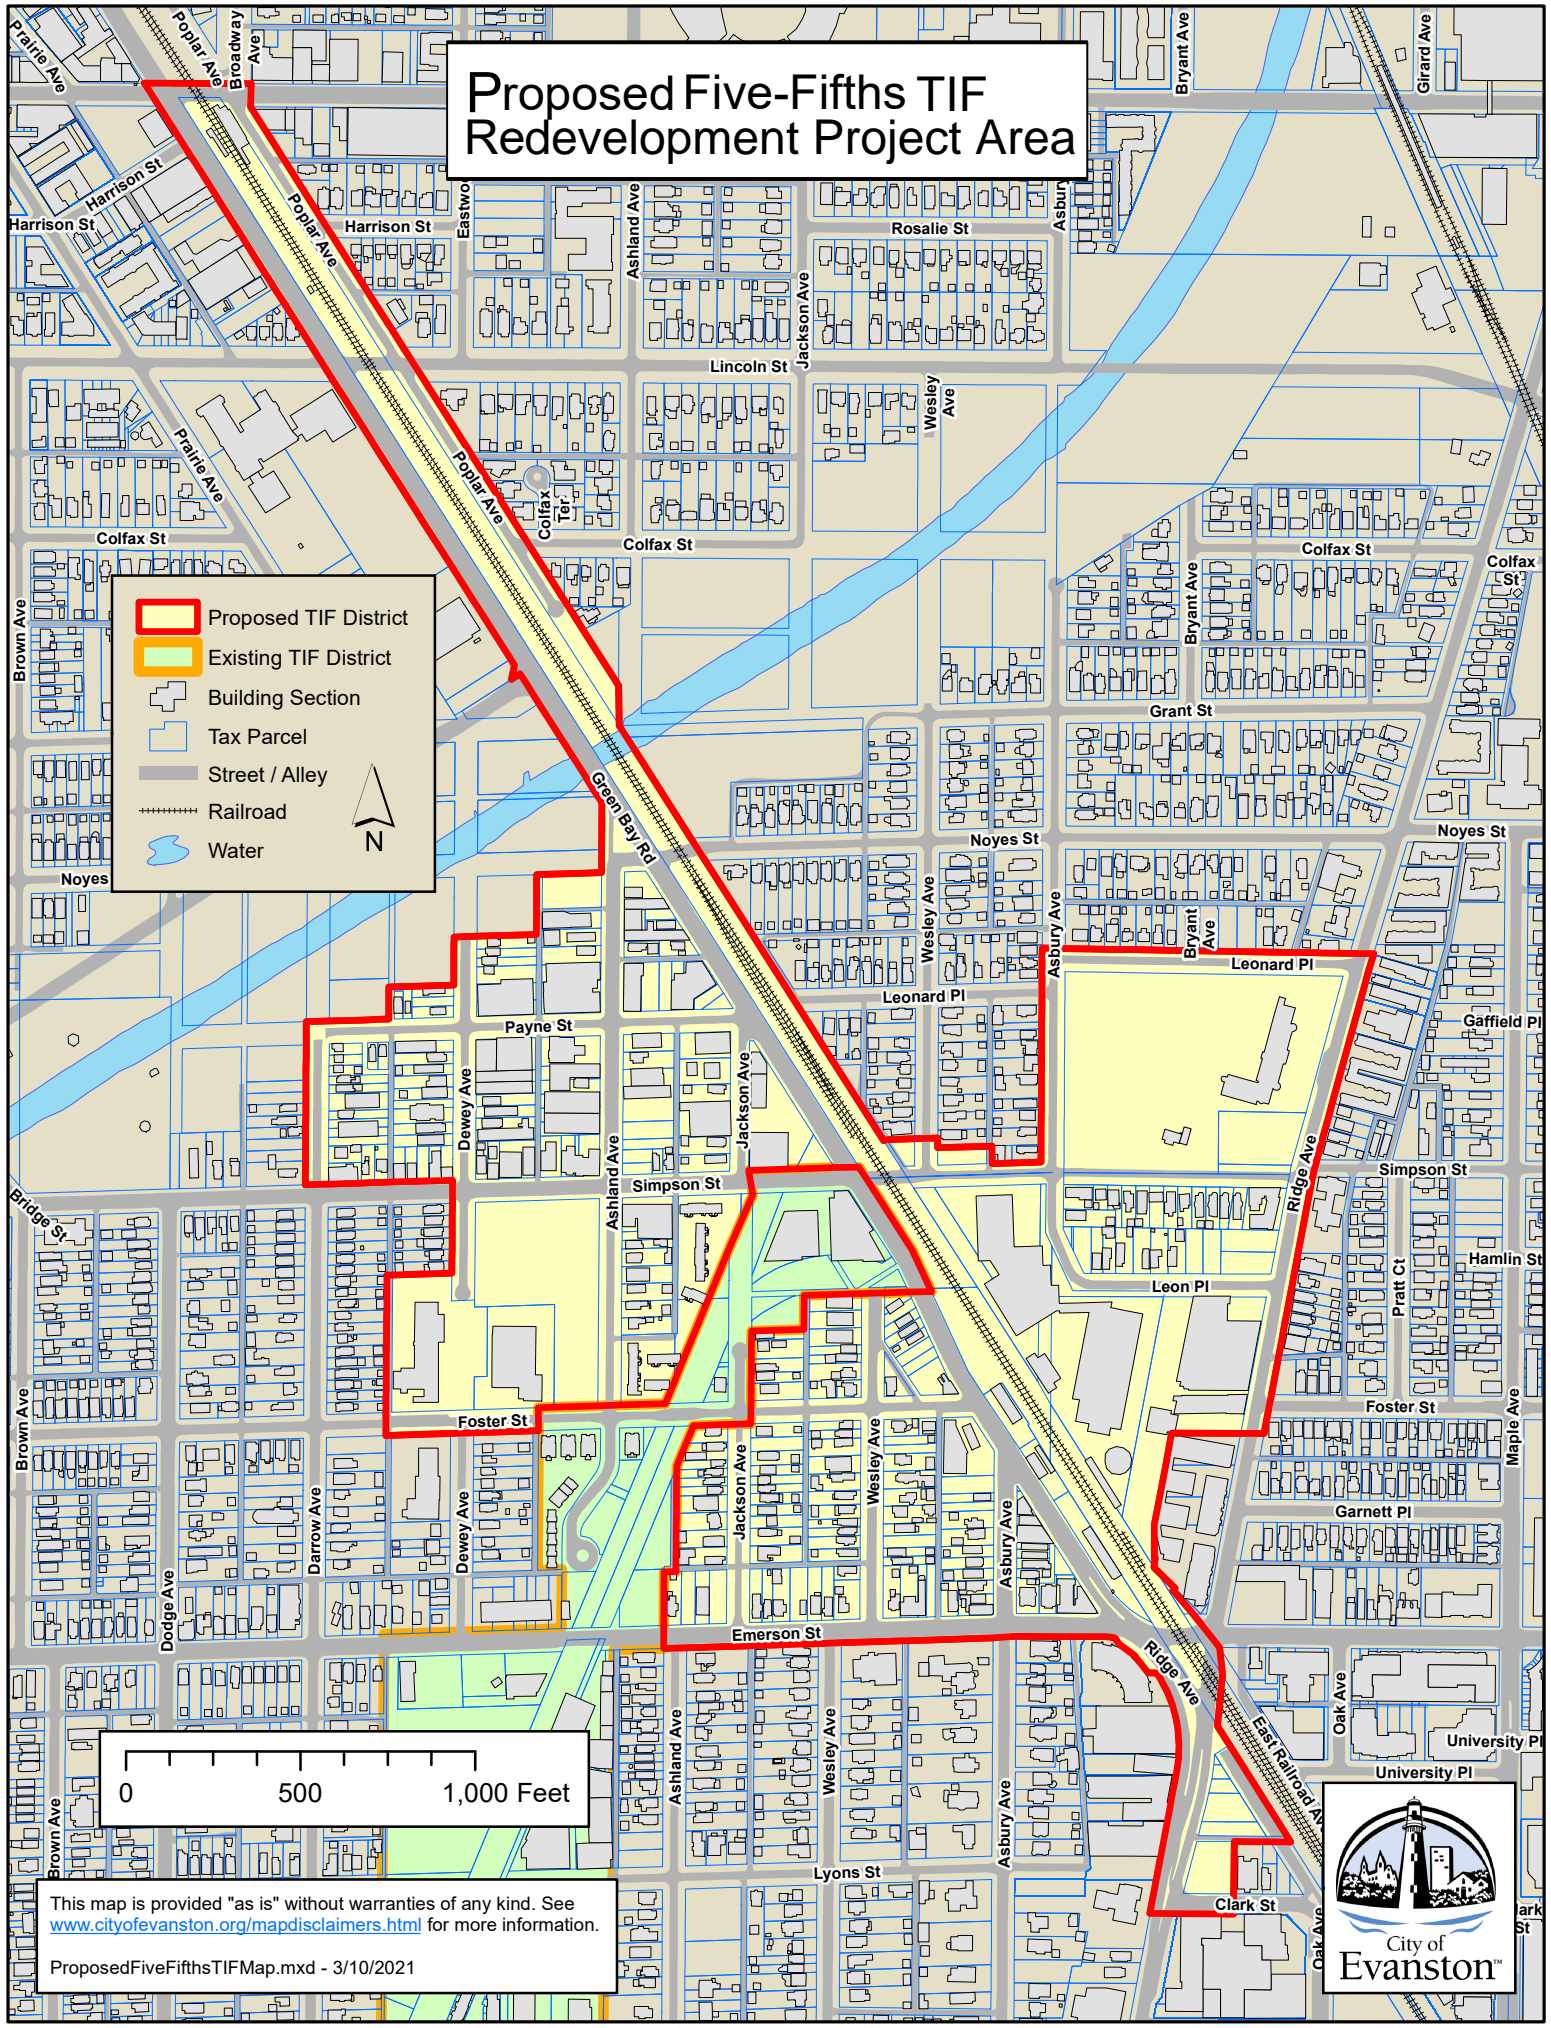 Proposed Five-Fifths TIF
Redevelopment Project Area
Prairie Ave
Poplar Ave
Broadway
Ave
Bryant Ave
Girard Ave
Harrison St
Harrison St
Poplar Ave
Harrison St
Eastwo
Ashland Ave
Jackson Ave
Rosalie St
Asbury
Lincoln St
Wesley
Ave
Prairie Ave
Poplar Ave
Colfax
Ter
Colfax St
Colfax St
Colfax St
Colfax
St
Brown Ave
Bryant Ave
Proposed TIF District
Existing TIF District
Building Section
Tax Parcel
Street / Alley
Railroad
Water
N
Grant St
Green Bay Rd
Noyes St
Noyes St
Noyes
Wesley Ave
Asbury Ave
Bryant
Ave
Leonard Pl
Leonard Pl
Gaffield Pl
Payne St
Dewey Ave
Jackson Ave
Ashland Ave
Simpson St
Simpson St
Ridge Ave
Bridge St
Hamlin St
Leon Pl
Pratt Ct
Brown Ave
Foster St
Foster St
Maple Ave
Wesley Ave
Jackson Ave
Darrow Ave
Dewey Ave
Asbury Ave
Garnett Pl
Dodge Ave
Emerson St
Ridge Ave
Oak Ave
East Railroad Av
University Pl
University Pl
Ashland Ave
Wesley Ave
Asbury Ave
Brown Ave
Lyons St
Clark St
Oak Ave
lark
St
0 500 1,000 Feet
This map is provided "as is" without warranties of any kind. See
www.cityofevanston.org/mapdisclaimers.html for more information.
ProposedFiveFifthsTIFMap.mxd - 3/10/2021
City of
Evanston™